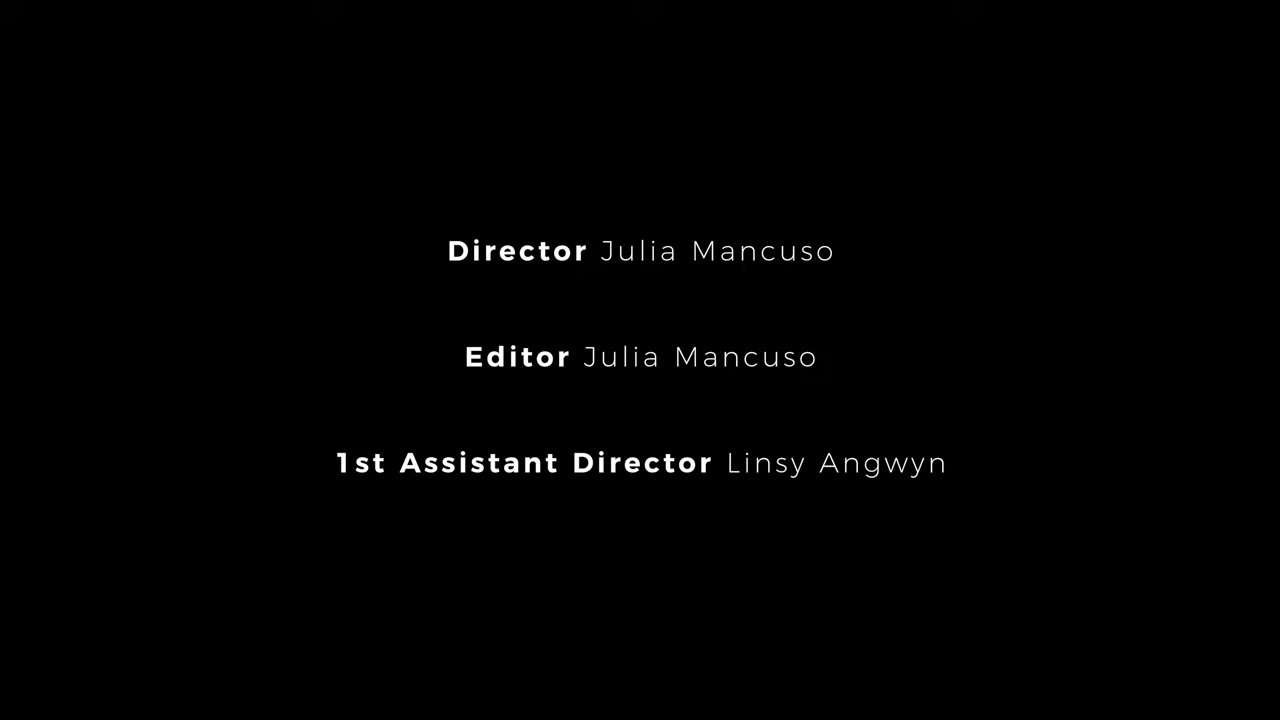 Director Julia Mancuso
Editor Julia Mancuso
1st Assistant Director Linsy Angwyn